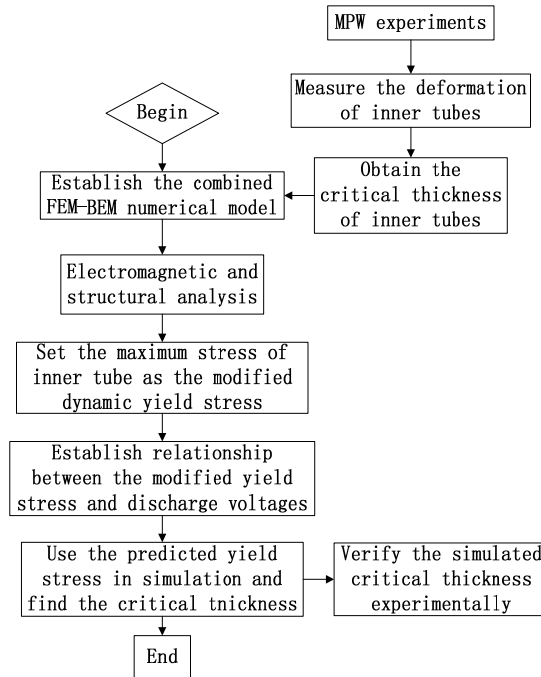 MPW experiments
Measure the deformation
of inner tubes
Begin
Obtain the
critical thickness
of inner tubes
Establish the combined
FEM-BEM numerical model
Electromagnetic and
structural analysis
Set the maximum stress of
inner tube as the modified
dynamic yield stress
Establish relationship
between the modified yield
stress and discharge voltages
Use the predicted yield
stress in simulation and
find the critical tnickness
Verify the simulated
critical thickness
experimentally
End